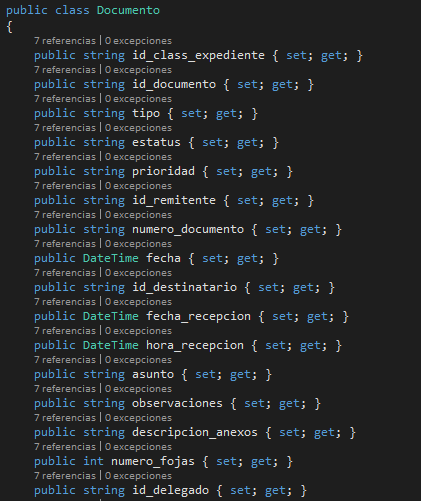 public class Documento
{
7 referencias | 0 excepciones
public string id_class_expediente { set; get; }
7 referencias | 0 excepciones
public string id_documento { set; get; }
7 referencias | 0 excepciones
public string tipo { set; get; }
7 referencias | 0 excepciones
public string estatus { set; get; }
7 referencias | 0 excepciones
public string prioridad { set; get; }
7 referencias | 0 excepciones
public string id_remitente { set; get; }
7 referencias | 0 excepciones
public string numero_documento { set; get; }
7 referencias | 0 excepciones
public DateTime fecha { set; get; }
7 referencias | 0 excepciones
public string id_destinatario { set; get; }
7 referencias | 0 excepciones
public DateTime fecha_recepcion { set; get; }
7 referencias | 0 excepciones
public DateTime hora_recepcion { set; get; }
7 referencias | 0 excepciones
public string asunto { set; get; }
7 referencias | 0 excepciones
public string observaciones { set; get; }
7 referencias | 0 excepciones
public string descripcion_anexos { set; get; }
7 referencias | 0 excepciones
public int numero_fojas { set; get; }
7 referencias | 0 excepciones
public string id_delegado { set; get; }